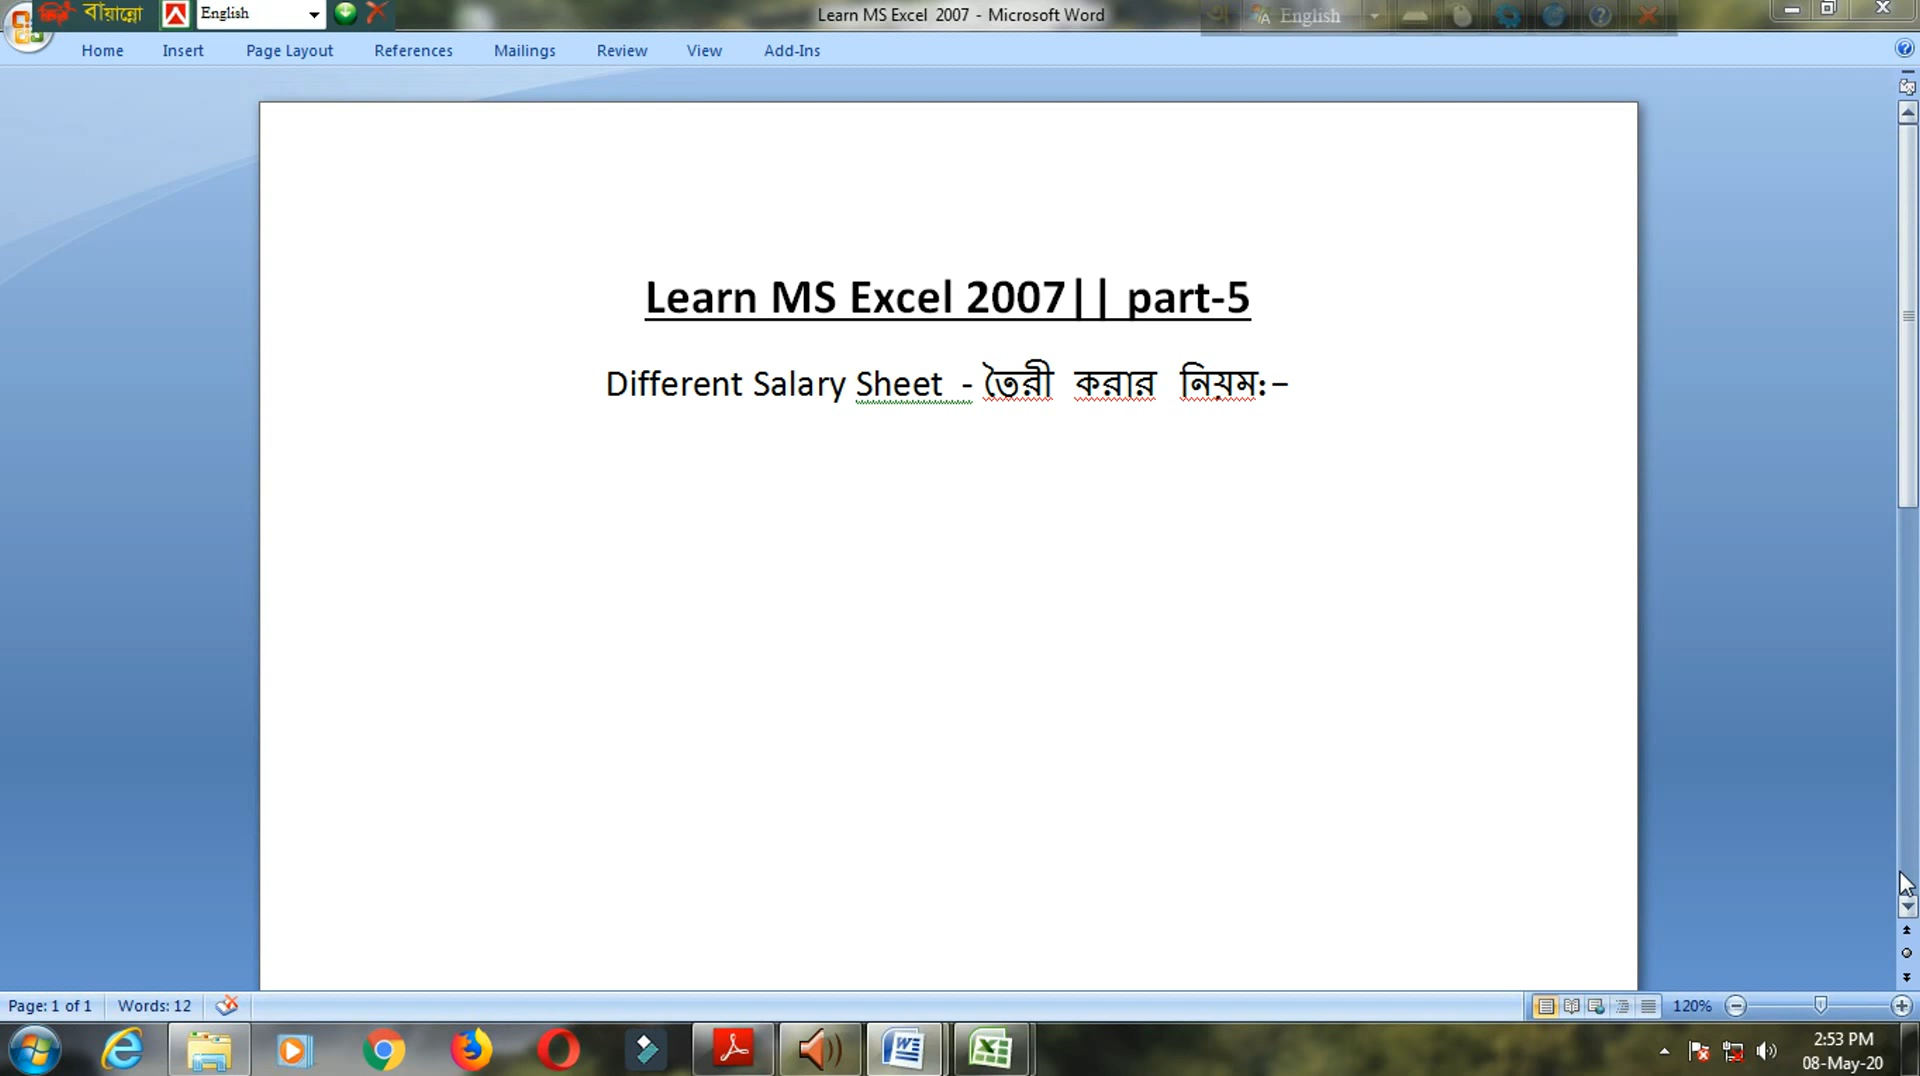 বায়ান্নো English Learn MS Excel 2007 - Microsoft Word English
Home Insert Page Layout References Mailings Review View Add-Ins
Learn MS Excel 2007|| part-5
Different Salary Sheet - তৈরী করার নিয়মঃ-
Page: 1 of 1 Words: 12 120%
2:53 PM
08-May-20